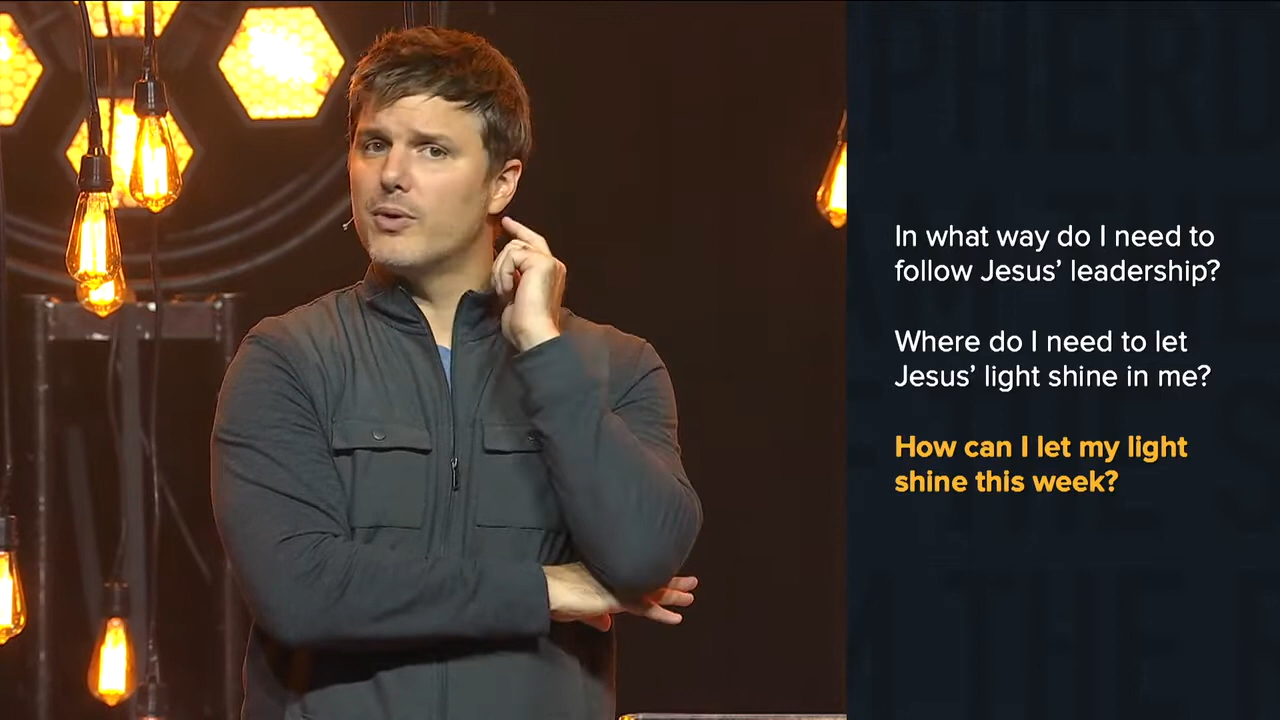 In what way do I need to
follow Jesus’ leadership?
Where do I need to let
Jesus’ light shine in me?
How can I let my light
shine this week?